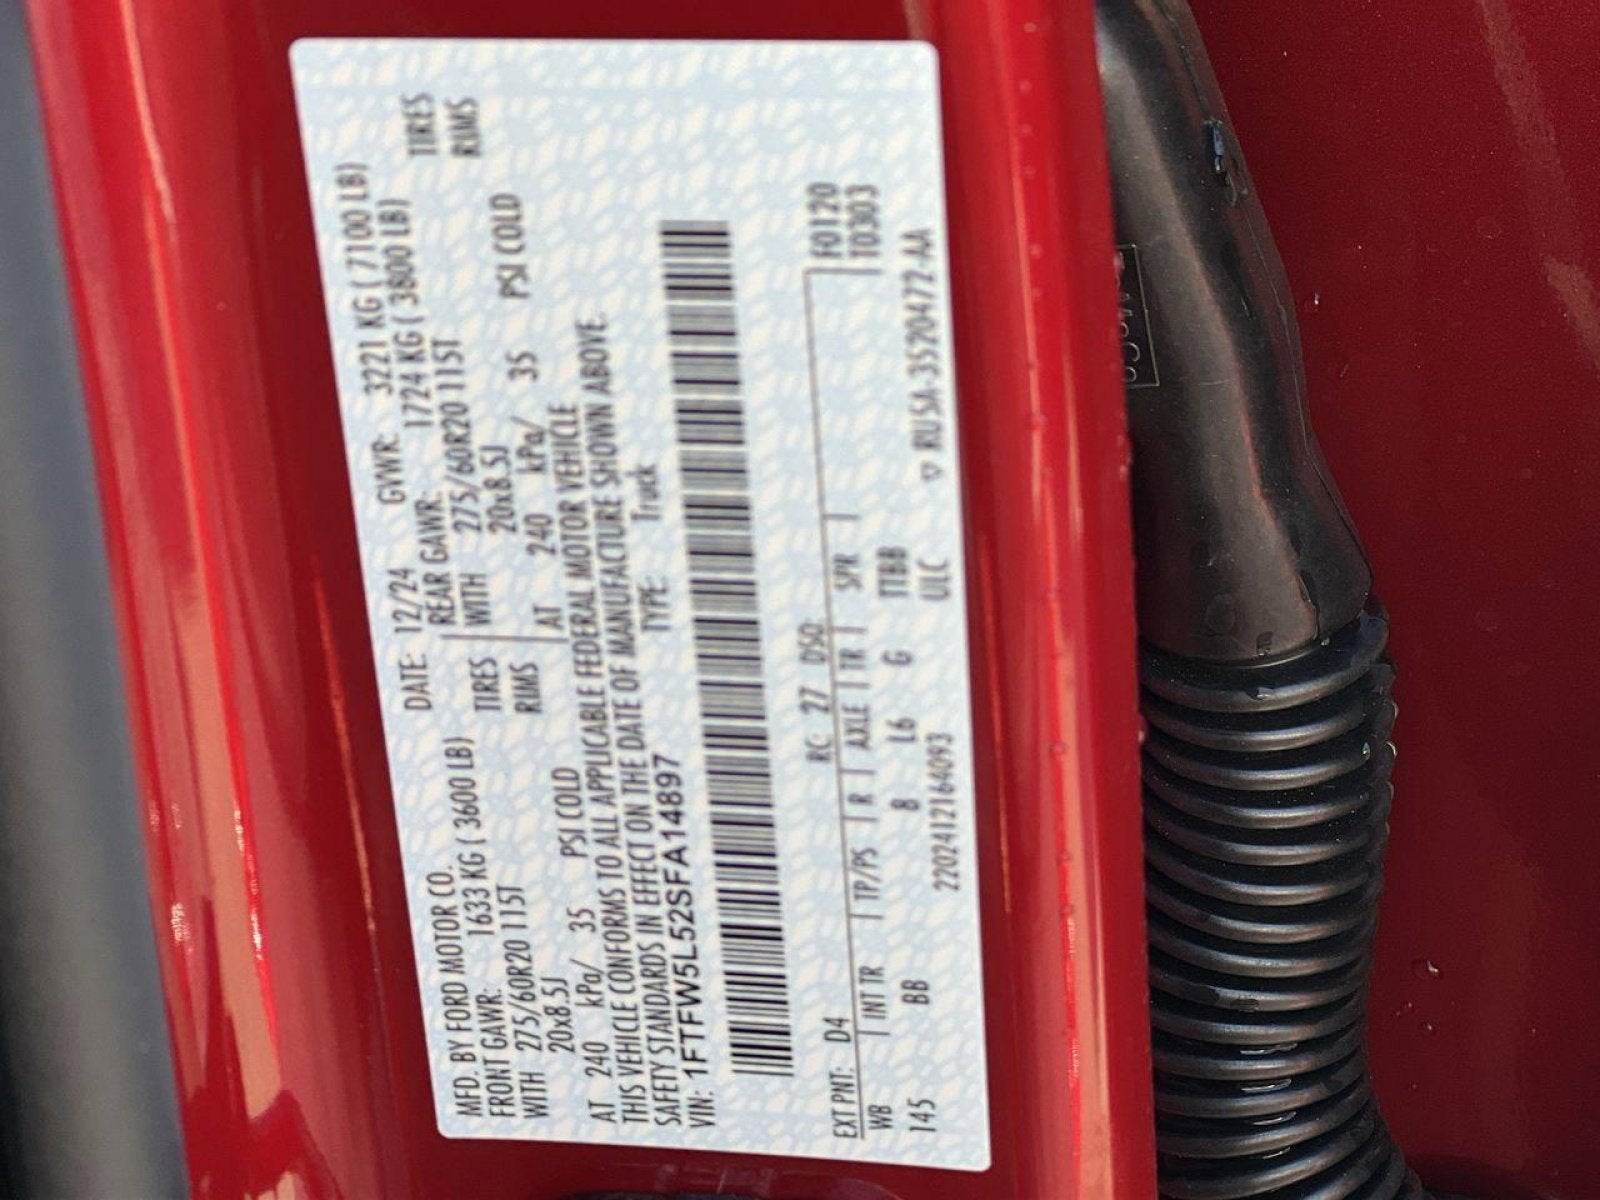 MFD. BY FORD MOTOR CO.
DATE: 12/24 GVWR: 3221 KG ( 7100 LB)
FRONT GAWR: 1633 KG ( 3600 LB) REAR GAWR: 1724 KG ( 3800 LB)
WITH 275/60R20 115T TIRES WITH 275/60R20 115T TIRES
20x8.5J RIMS 20x8.5J RIMS
AT 240 kPa/ 35 PSI COLD AT 240 kPa/ 35 PSI COLD
THIS VEHICLE CONFORMS TO ALL APPLICABLE FEDERAL MOTOR VEHICLE
SAFETY STANDARDS IN EFFECT ON THE DATE OF MANUFACTURE SHOWN ABOVE.
VIN: 1FTFW5L52SFA14897 TYPE: Truck
EXT PNT: D4 RC: 27 DSO: F0120
WB INT TR TP/PS R AXLE TR SPR T0303
145 BB 8 L6 G TTBB
2202412164093 ULC ▽ RUSA-3520472-AA